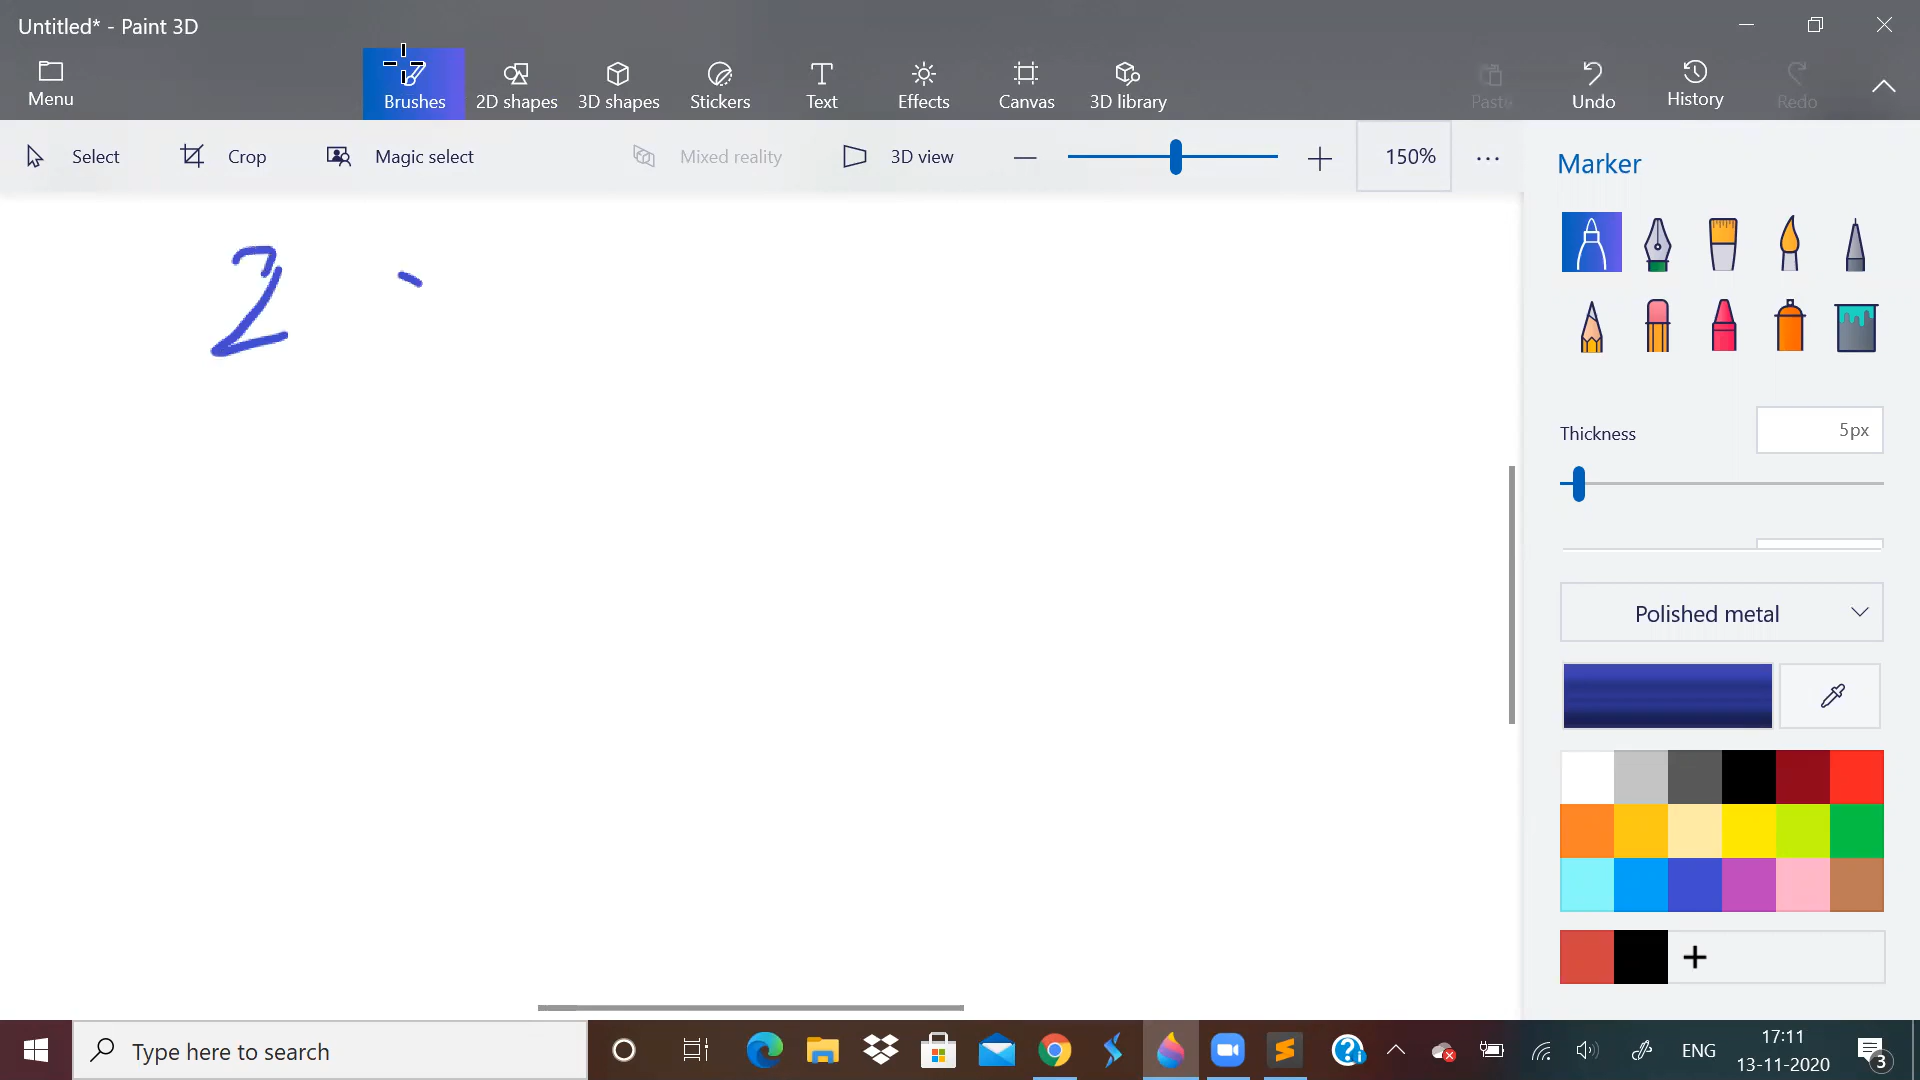 Untitled* - Paint 3D
Menu
Brushes 2D shapes 3D shapes Stickers Text Effects Canvas 3D library Paste Undo History Redo
Select Crop Magic select Mixed reality 3D view 150%
Marker
2
Thickness 5px
Polished metal
Type here to search
ENG
17:11
13-11-2020
3